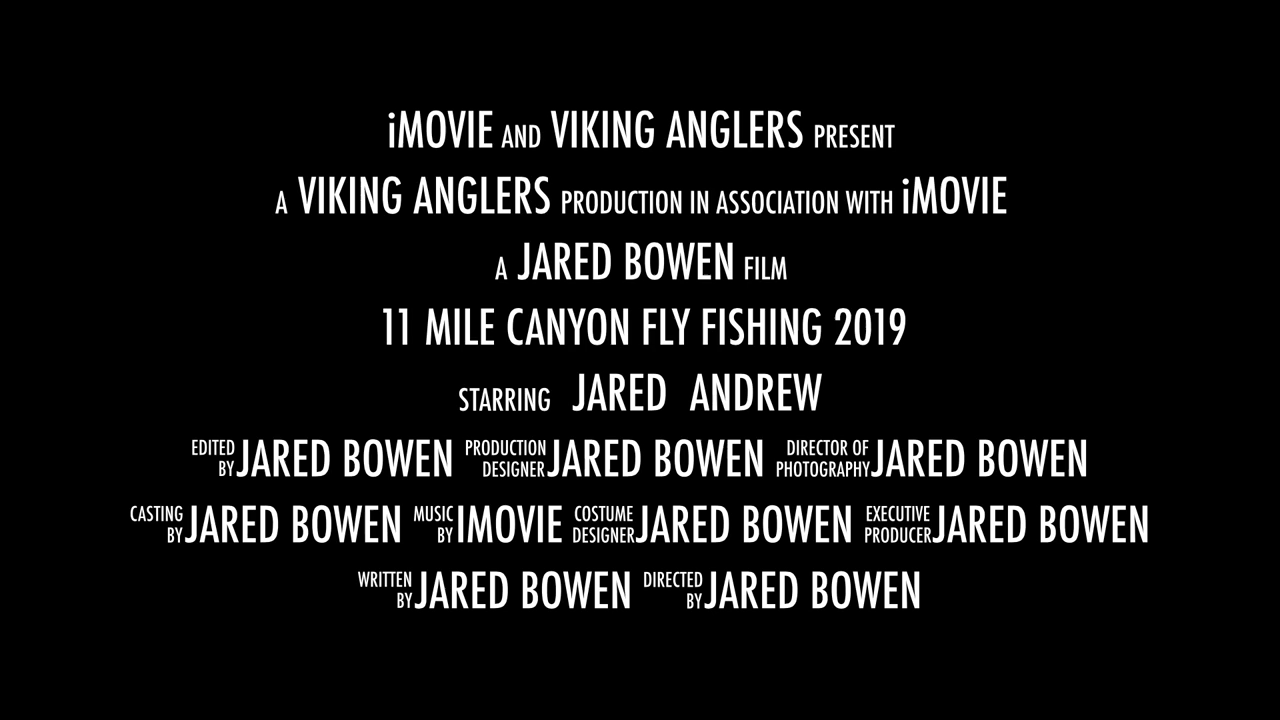 iMOVIE AND VIKING ANGLERS PRESENT
A VIKING ANGLERS PRODUCTION IN ASSOCIATION WITH iMOVIE
A JARED BOWEN FILM
11 MILE CANYON FLY FISHING 2019
STARRING JARED ANDREW
EDITED BY JARED BOWEN PRODUCTION DESIGNER JARED BOWEN DIRECTOR OF PHOTOGRAPHY JARED BOWEN
CASTING BY JARED BOWEN MUSIC BY IMOVIE COSTUME DESIGNER JARED BOWEN EXECUTIVE PRODUCER JARED BOWEN
WRITTEN BY JARED BOWEN DIRECTED BY JARED BOWEN